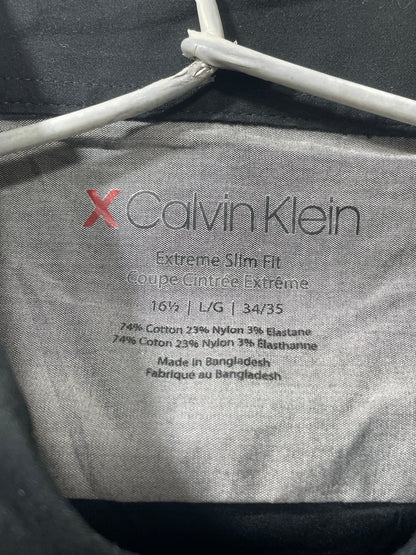 X Calvin Klein
Extreme Slim Fit
Coupe Cintrée Extrême
16½ | L/G | 34/35
74% Cotton 23% Nylon 3% Elastane
74% Coton 23% Nylon 3% Élasthanne
Made in Bangladesh
Fabriqué au Bangladesh